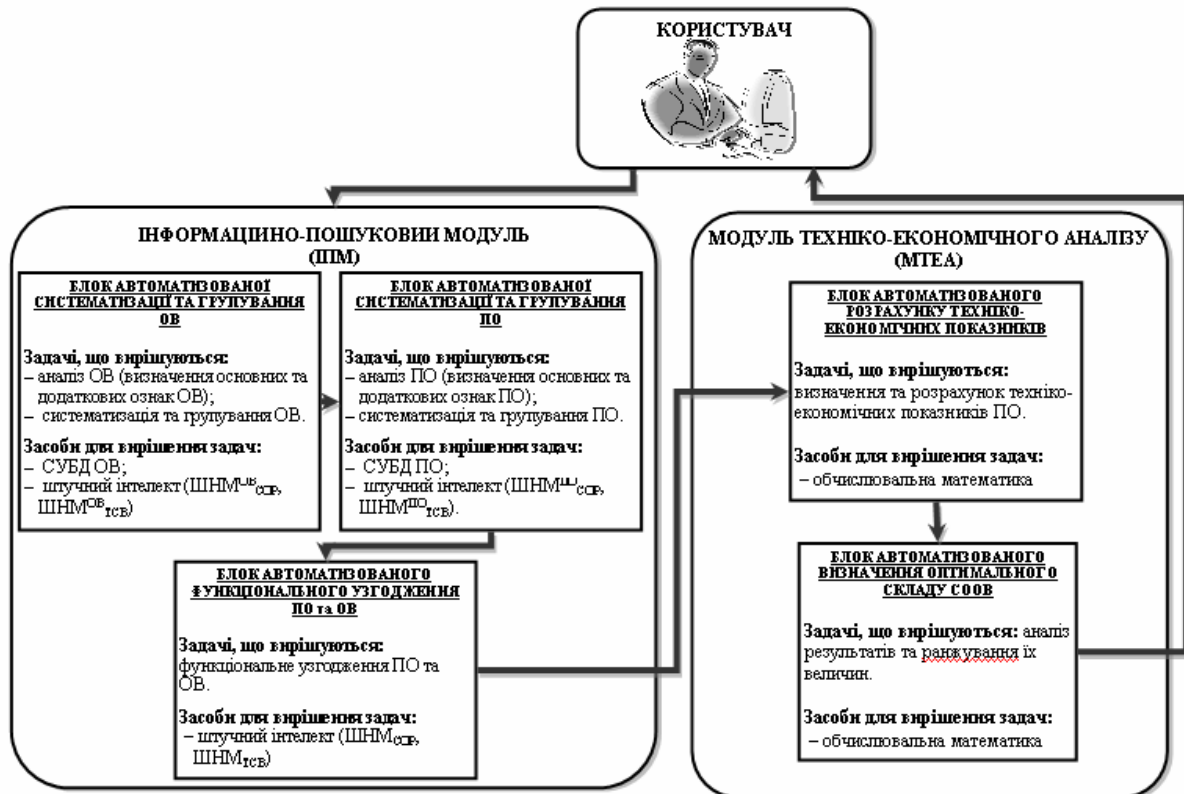 КОРИСТУВАЧ
ІНФОРМАЦІЙНО-ПОШУКОВИЙ МОДУЛЬ
(ІПМ)
БЛОК АВТОМАТИЗОВАНОЇ
СИСТЕМАТИЗАЦІЇ ТА ГРУПУВАННЯ
ОВ
Задачі, що вирішуються:
– аналіз ОВ (визначення основних та
додаткових ознак ОВ);
– систематизація та групування ОВ.
Засоби для вирішення задач:
– СУБД ОВ;
– штучний інтелект (ШНМ^ОВ_СОР,
ШНМ^ОВ_ТСВ)
БЛОК АВТОМАТИЗОВАНОЇ
СИСТЕМАТИЗАЦІЇ ТА ГРУПУВАННЯ
ПО
Задачі, що вирішуються:
– аналіз ПО (визначення основних та
додаткових ознак ПО);
– систематизація та групування ПО.
Засоби для вирішення задач:
– СУБД ПО;
– штучний інтелект (ШНМ^ПО_СОР,
ШНМ^ПО_ТСВ).
БЛОК АВТОМАТИЗОВАНОГО
ФУНКЦІОНАЛЬНОГО УЗГОДЖЕННЯ
ПО та ОВ
Задачі, що вирішуються:
функціональне узгодження ПО та
ОВ.
Засоби для вирішення задач:
– штучний інтелект (ШНМ_СОР,
ШНМ_ТСВ)
МОДУЛЬ ТЕХНІКО-ЕКОНОМІЧНОГО АНАЛІЗУ
(МТЕА)
БЛОК АВТОМАТИЗОВАНОГО
РОЗРАХУНКУ ТЕХНІКО-
ЕКОНОМІЧНИХ ПОКАЗНИКІВ
Задачі, що вирішуються:
визначення та розрахунок техніко-
економічних показників ПО.
Засоби для вирішення задач:
– обчислювальна математика
БЛОК АВТОМАТИЗОВАНОГО
ВИЗНАЧЕННЯ ОПТИМАЛЬНОГО
СКЛАДУ СООВ
Задачі, що вирішуються: аналіз
результатів та ранжування їх
величин.
Засоби для вирішення задач:
– обчислювальна математика